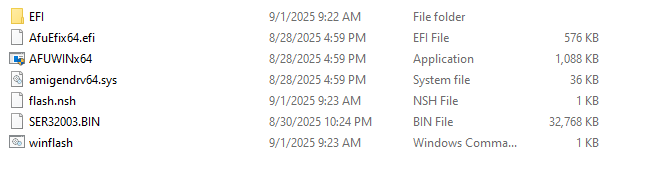 EFI 9/1/2025 9:22 AM File folder
AfuEfix64.efi 8/28/2025 4:59 PM EFI File 576 KB
AFUWINx64 8/28/2025 4:59 PM Application 1,088 KB
amigendrv64.sys 8/28/2025 4:59 PM System file 36 KB
flash.nsh 9/1/2025 9:23 AM NSH File 1 KB
SER32003.BIN 8/30/2025 10:24 PM BIN File 32,768 KB
winflash 9/1/2025 9:23 AM Windows Comma... 1 KB